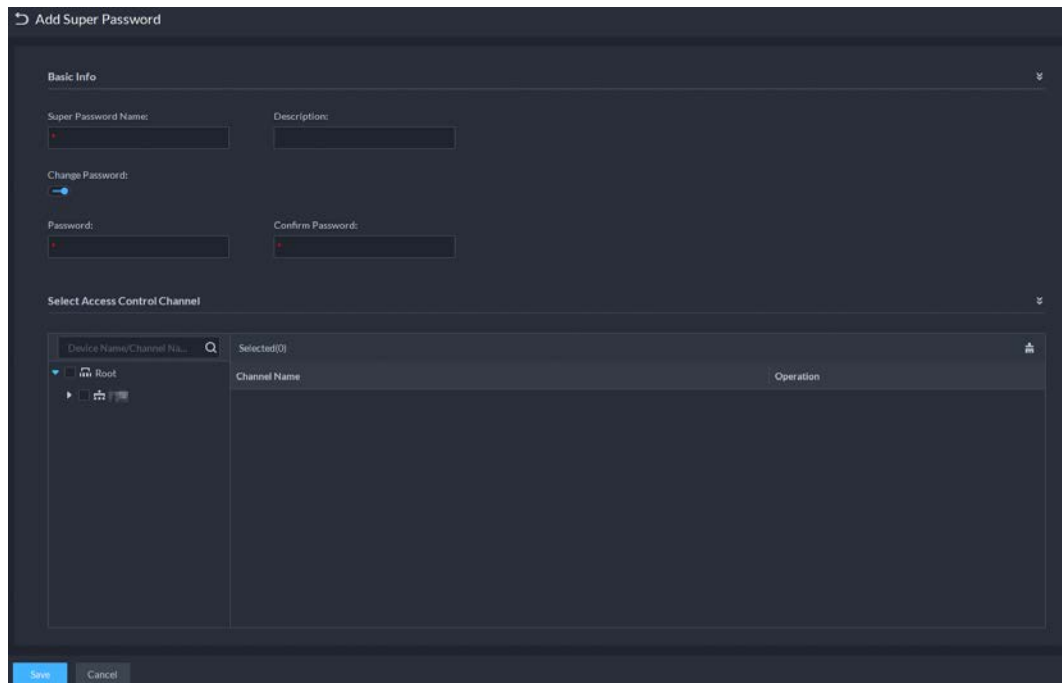 Add Super Password
Basic Info
Super Password Name: Description:
* 
Change Password:
Password: Confirm Password:
* *
Select Access Control Channel
Device Name/Channel Na... Selected(0)
Root Channel Name Operation
Save Cancel